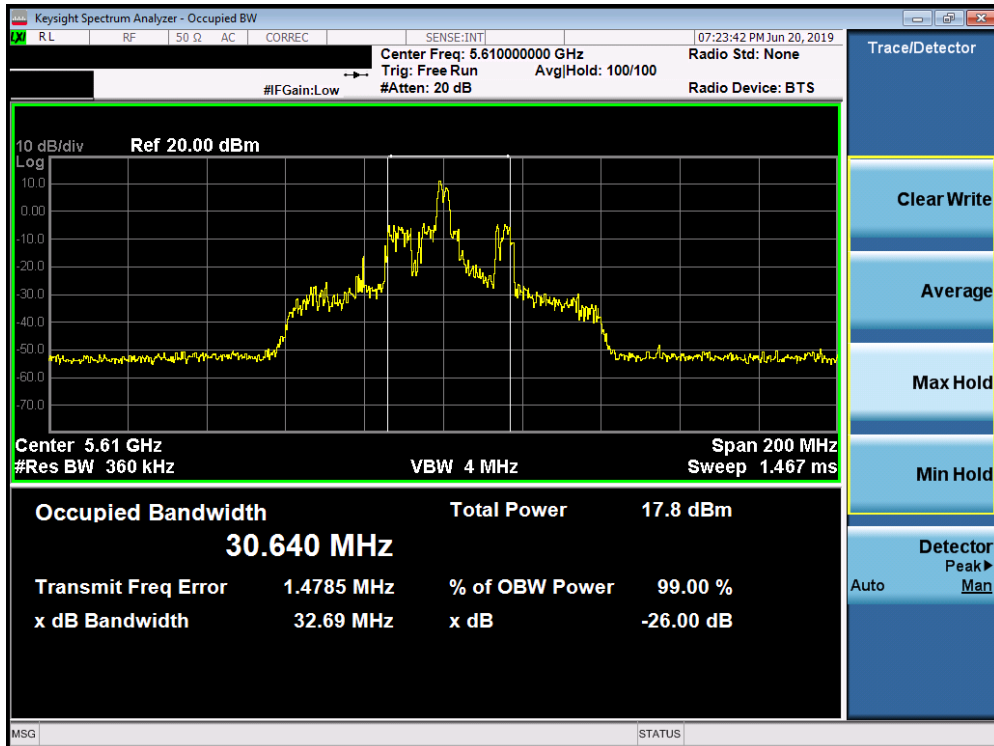 Keysight Spectrum Analyzer - Occupied BW
LXI RL RF 50 Ω AC CORREC SENSE:INT 07:23:42 PM Jun 20, 2019
Center Freq: 5.610000000 GHz Radio Std: None
Trig: Free Run Avg|Hold: 100/100
#IFGain:Low #Atten: 20 dB Radio Device: BTS
10 dB/div Ref 20.00 dBm
Log
10.0
0.00
-10.0
-20.0
-30.0
-40.0
-50.0
-60.0
-70.0
Center 5.61 GHz Span 200 MHz
#Res BW 360 kHz VBW 4 MHz Sweep 1.467 ms
Occupied Bandwidth Total Power 17.8 dBm
30.640 MHz
Transmit Freq Error 1.4785 MHz % of OBW Power 99.00 %
x dB Bandwidth 32.69 MHz x dB -26.00 dB
MSG STATUS
Trace/Detector
Clear Write
Average
Max Hold
Min Hold
Detector
Peak▶
Auto Man